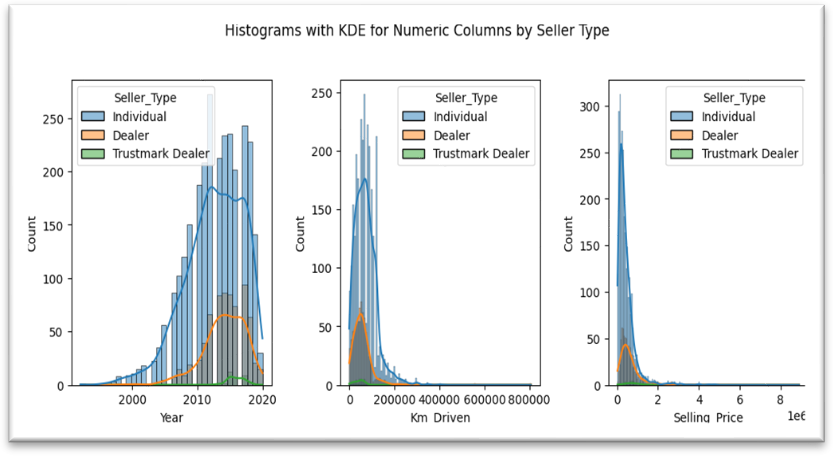 Histograms with KDE for Numeric Columns by Seller Type
Seller_Type
Individual
Dealer
Trustmark Dealer
250
200
150
100
50
0
Count
2000
2010
2020
Year
Seller_Type
Individual
Dealer
Trustmark Dealer
250
200
150
100
50
0
Count
0
200000
400000
600000
800000
Km_Driven
Seller_Type
Individual
Dealer
Trustmark Dealer
300
250
200
150
100
50
0
Count
0
2
4
6
8
1e6
Selling_Price